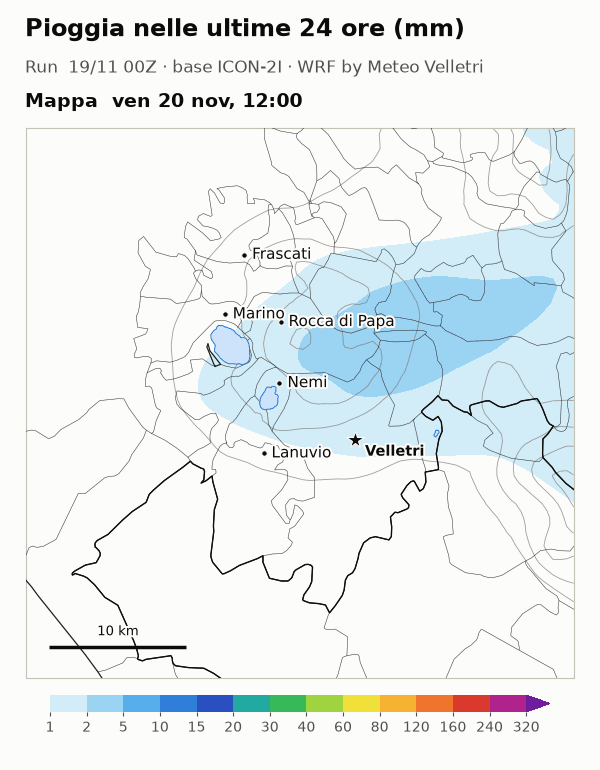 Pioggia nelle ultime 24 ore (mm)
Run  19/11 00Z · base ICON-2I · WRF by Meteo Velletri
Mappa  ven 20 nov, 12:00
Frascati
Marino
Rocca di Papa
Nemi
Velletri
Lanuvio
10 km
1 2 5 10 15 20 30 40 60 80 120 160 240 320